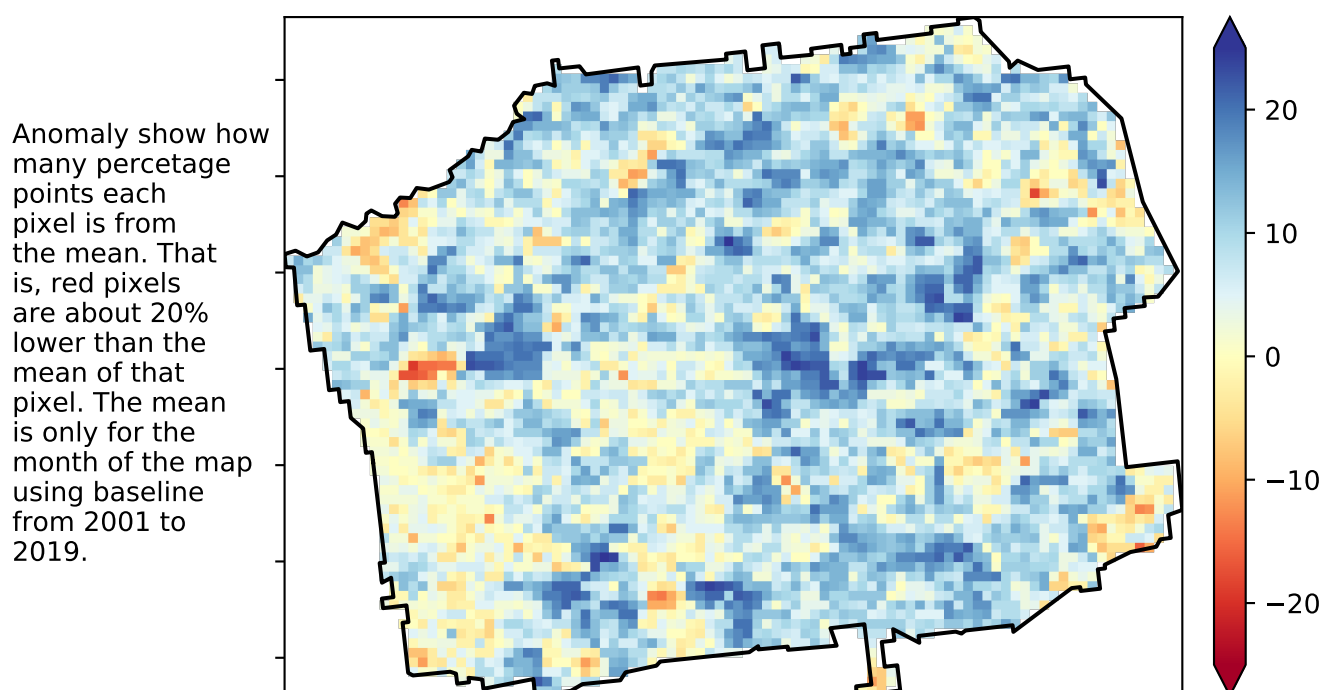 Anomaly show how
many percetage
points each
pixel is from
the mean. That
is, red pixels
are about 20%
lower than the
mean of that
pixel. The mean
is only for the
month of the map
using baseline
from 2001 to
2019.
20
10
0
−10
−20